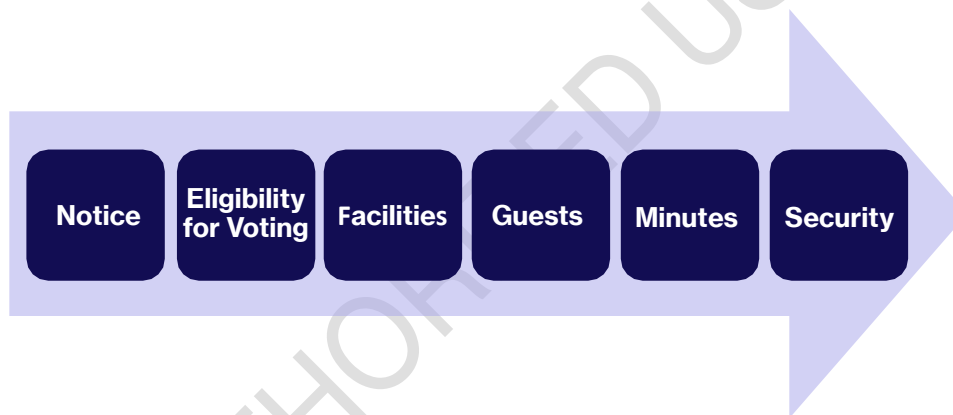 Notice
Eligibility
for Voting
Facilities
Guests
Minutes
Security